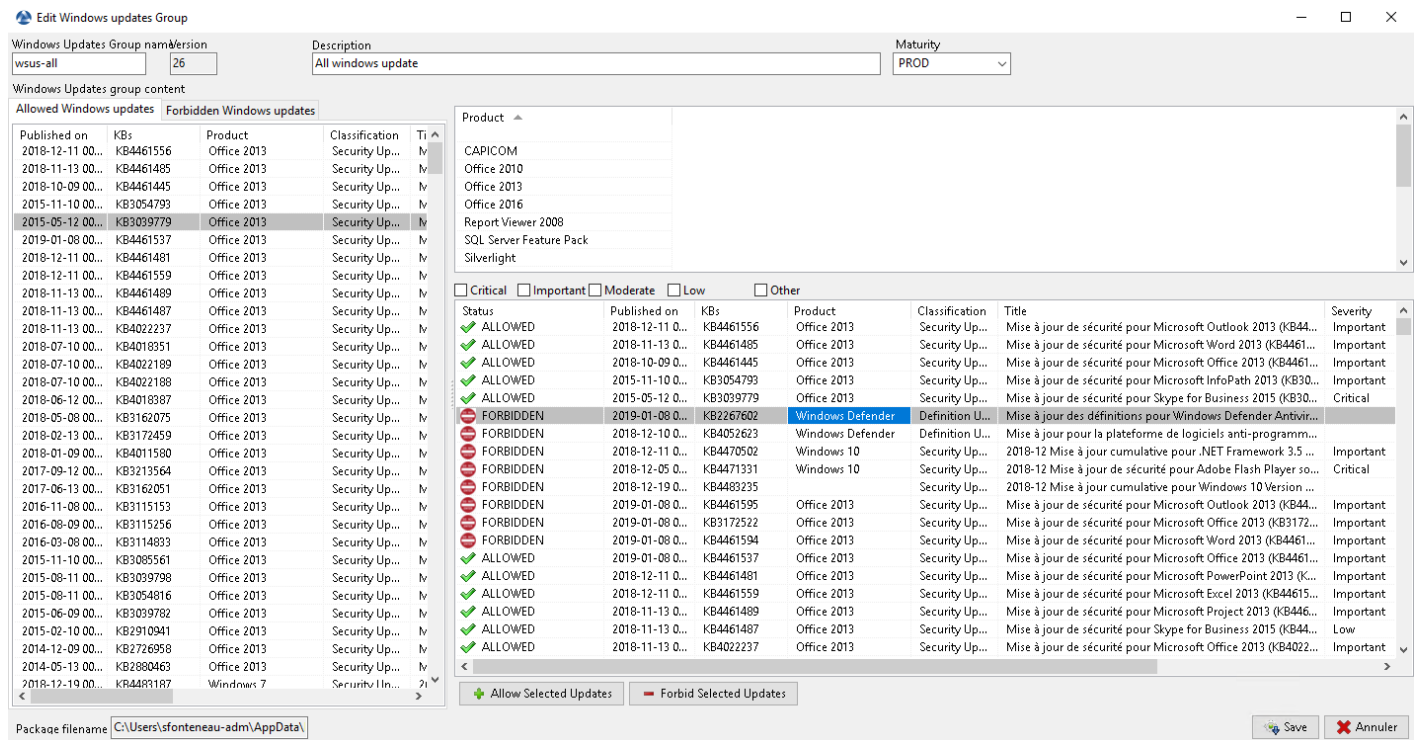 Edit Windows updates Group
Windows Updates Group name Version Description Maturity
wsus-all 26 All windows update PROD
Windows Updates group content
Allowed Windows updates Forbidden Windows updates
Published on KBs Product Classification Ti
2018-12-11 00... KB4461556 Office 2013 Security Up... M
2018-11-13 00... KB4461485 Office 2013 Security Up... M
2018-10-09 00... KB4461445 Office 2013 Security Up... M
2015-11-10 00... KB3054793 Office 2013 Security Up... M
2015-05-12 00... KB3039779 Office 2013 Security Up... M
2019-01-08 00... KB4461537 Office 2013 Security Up... M
2018-12-11 00... KB4461481 Office 2013 Security Up... M
2018-12-11 00... KB4461559 Office 2013 Security Up... M
2018-11-13 00... KB4461489 Office 2013 Security Up... M
2018-11-13 00... KB4461487 Office 2013 Security Up... M
2018-11-13 00... KB4022237 Office 2013 Security Up... M
2018-07-10 00... KB4018351 Office 2013 Security Up... M
2018-07-10 00... KB4022189 Office 2013 Security Up... M
2018-07-10 00... KB4022188 Office 2013 Security Up... M
2018-06-12 00... KB4018387 Office 2013 Security Up... M
2018-05-08 00... KB3162075 Office 2013 Security Up... M
2018-02-13 00... KB3172459 Office 2013 Security Up... M
2018-01-09 00... KB4011580 Office 2013 Security Up... M
2017-09-12 00... KB3213564 Office 2013 Security Up... M
2017-06-13 00... KB3162051 Office 2013 Security Up... M
2016-11-08 00... KB3115153 Office 2013 Security Up... M
2016-08-09 00... KB3115256 Office 2013 Security Up... M
2016-03-08 00... KB3114833 Office 2013 Security Up... M
2015-11-10 00... KB3085561 Office 2013 Security Up... M
2015-08-11 00... KB3039798 Office 2013 Security Up... M
2015-08-11 00... KB3054816 Office 2013 Security Up... M
2015-06-09 00... KB3039782 Office 2013 Security Up... M
2015-02-10 00... KB2910941 Office 2013 Security Up... M
2014-12-09 00... KB2726958 Office 2013 Security Up... M
2014-05-13 00... KB2880463 Office 2013 Security Up... M
2018-12-19 00... KB4483187 Windows 7 Security Up...
Product
CAPICOM
Office 2010
Office 2013
Office 2016
Report Viewer 2008
SQL Server Feature Pack
Silverlight
Critical Important Moderate Low Other
Status Published on KBs Product Classification Title Severity
ALLOWED 2018-12-11 0... KB4461556 Office 2013 Security Up... Mise à jour de sécurité pour Microsoft Outlook 2013 (KB44... Important
ALLOWED 2018-11-13 0... KB4461485 Office 2013 Security Up... Mise à jour de sécurité pour Microsoft Word 2013 (KB4461... Important
ALLOWED 2018-10-09 0... KB4461445 Office 2013 Security Up... Mise à jour de sécurité pour Microsoft Office 2013 (KB4461... Important
ALLOWED 2015-11-10 0... KB3054793 Office 2013 Security Up... Mise à jour de sécurité pour Microsoft InfoPath 2013 (KB30... Important
ALLOWED 2015-05-12 0... KB3039779 Office 2013 Security Up... Mise à jour de sécurité pour Skype for Business 2015 (KB30... Critical
FORBIDDEN 2019-01-08 0... KB2267602 Windows Defender Definition U... Mise à jour des définitions pour Windows Defender Antivir...
FORBIDDEN 2018-12-10 0... KB4052623 Windows Defender Definition U... Mise à jour pour la plateforme de logiciels anti-programm...
FORBIDDEN 2018-12-11 0... KB4470502 Windows 10 Security Up... 2018-12 Mise à jour cumulative pour .NET Framework 3.5 ... Important
FORBIDDEN 2018-12-05 0... KB4471331 Windows 10 Security Up... 2018-12 Mise à jour de sécurité pour Adobe Flash Player so... Critical
FORBIDDEN 2018-12-19 0... KB4483235 Security Up... 2018-12 Mise à jour cumulative pour Windows 10 Version ...
FORBIDDEN 2019-01-08 0... KB4461595 Office 2013 Security Up... Mise à jour de sécurité pour Microsoft Outlook 2013 (KB44... Important
FORBIDDEN 2019-01-08 0... KB3172522 Office 2013 Security Up... Mise à jour de sécurité pour Microsoft Office 2013 (KB3172... Important
FORBIDDEN 2019-01-08 0... KB4461594 Office 2013 Security Up... Mise à jour de sécurité pour Microsoft Word 2013 (KB4461... Important
ALLOWED 2019-01-08 0... KB4461537 Office 2013 Security Up... Mise à jour de sécurité pour Microsoft Office 2013 (KB4461... Important
ALLOWED 2018-12-11 0... KB4461481 Office 2013 Security Up... Mise à jour de sécurité pour Microsoft PowerPoint 2013 (K... Important
ALLOWED 2018-12-11 0... KB4461559 Office 2013 Security Up... Mise à jour de sécurité pour Microsoft Excel 2013 (KB44615... Important
ALLOWED 2018-11-13 0... KB4461489 Office 2013 Security Up... Mise à jour de sécurité pour Microsoft Project 2013 (KB446... Important
ALLOWED 2018-11-13 0... KB4461487 Office 2013 Security Up... Mise à jour de sécurité pour Skype for Business 2015 (KB44... Low
ALLOWED 2018-11-13 0... KB4022237 Office 2013 Security Up... Mise à jour de sécurité pour Microsoft Office 2013 (KB4022... Important
Allow Selected Updates Forbid Selected Updates
Package filename C:\Users\sfonteneau-adm\AppData\ Save Annuler